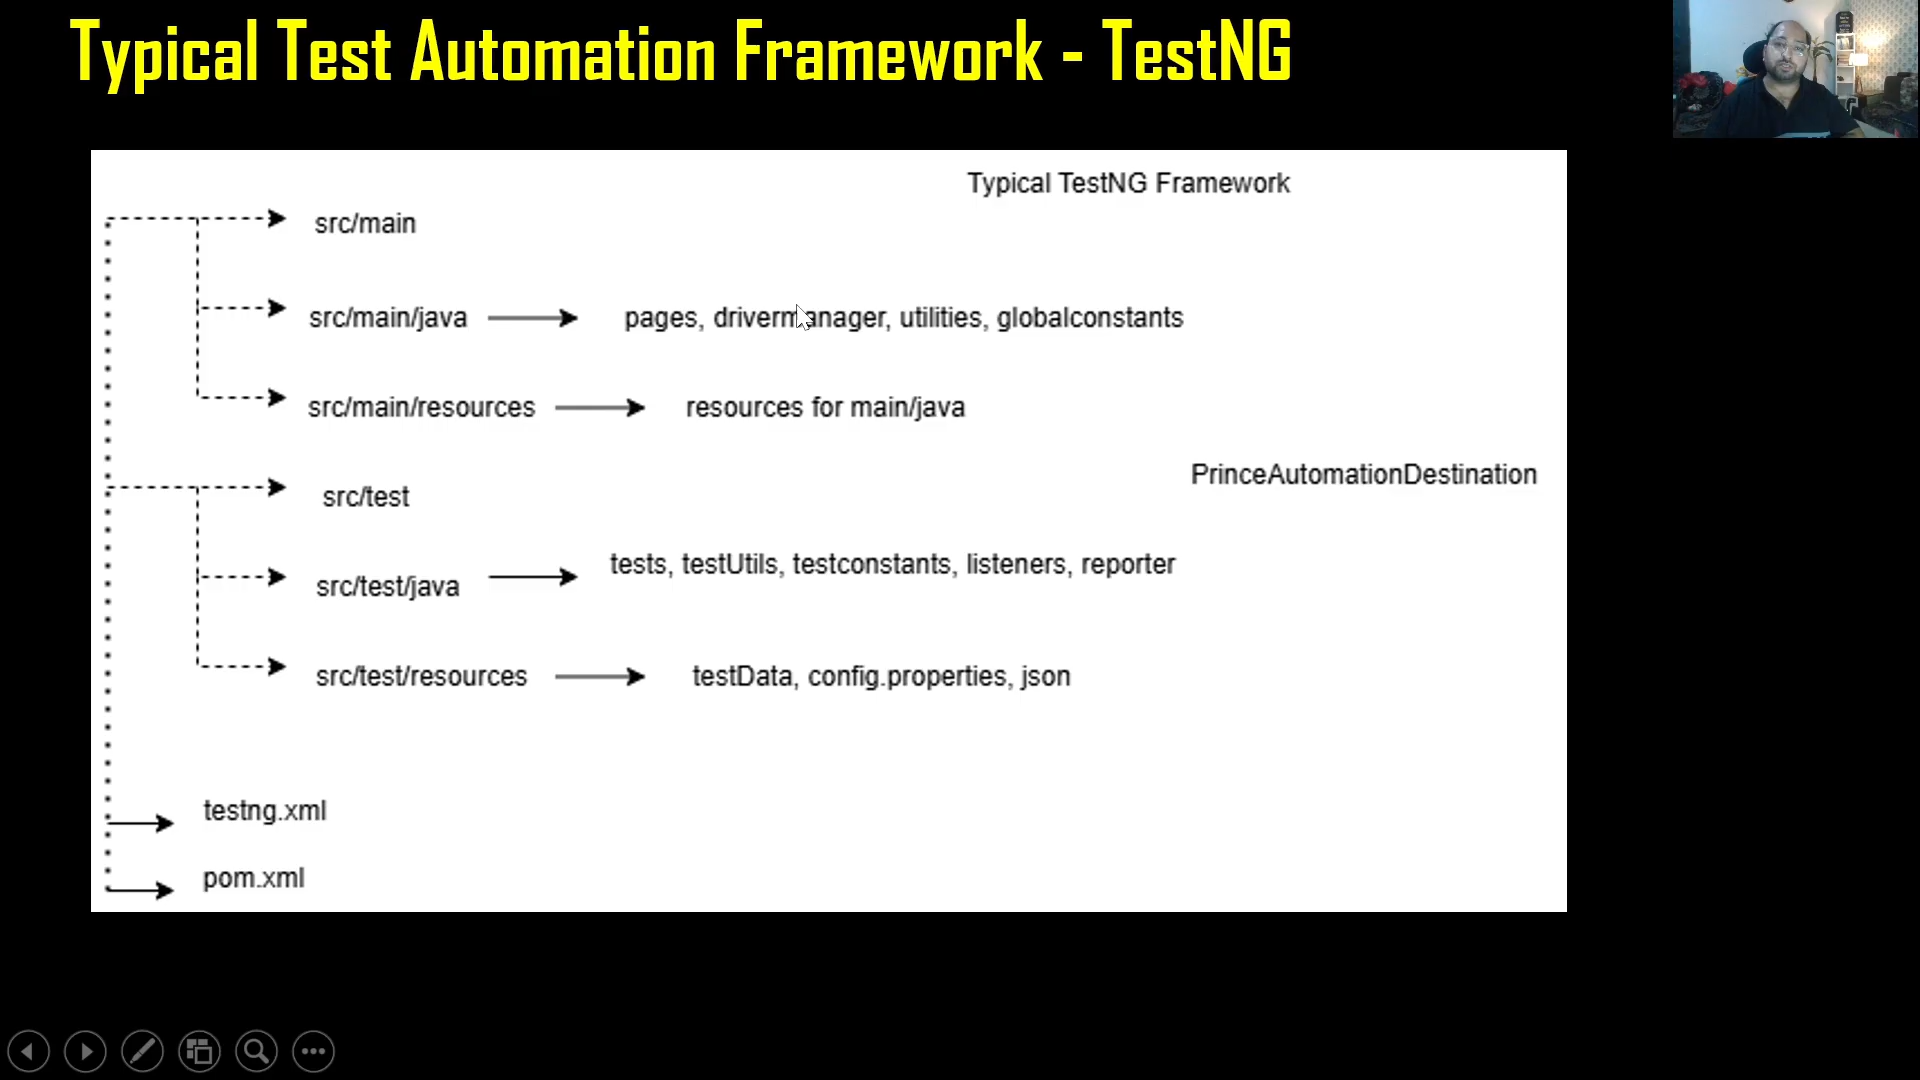 Typical Test Automation Framework - TestNG
Typical TestNG Framework
src/main
src/main/java
pages, drivermanager, utilities, globalconstants
src/main/resources
resources for main/java
PrinceAutomationDestination
src/test
src/test/java
tests, testUtils, testconstants, listeners, reporter
src/test/resources
testData, config.properties, json
testng.xml
pom.xml